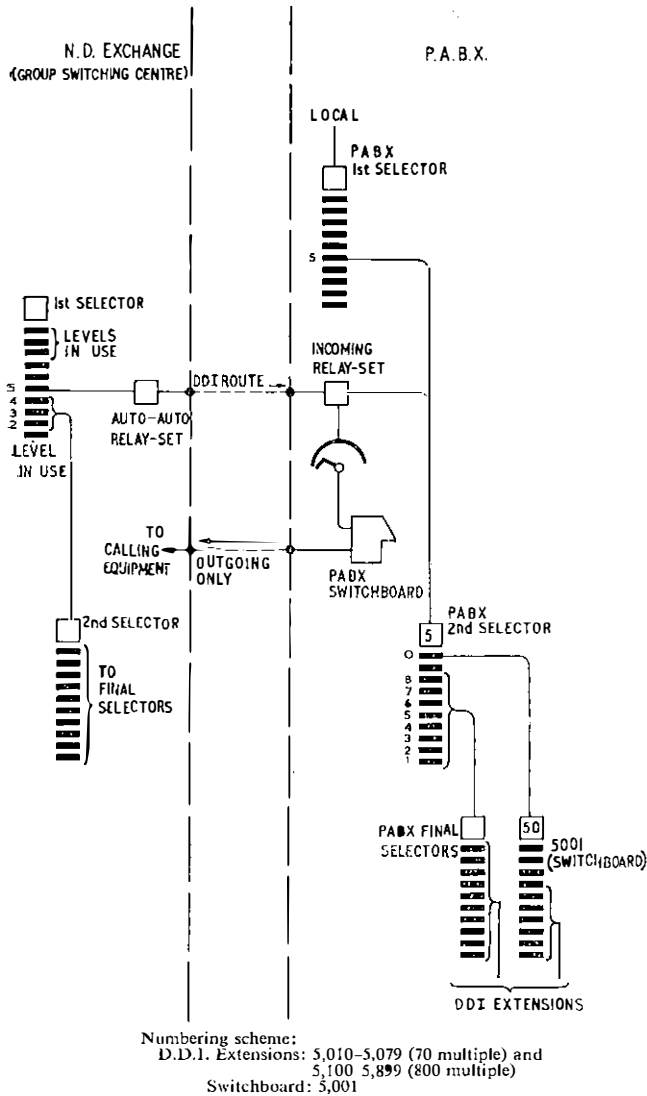 N.D. EXCHANGE
(GROUP SWITCHING CENTRE)
P.A.B.X.
LOCAL
PABX
1st SELECTOR
5
1st SELECTOR
LEVELS
IN USE
5
4
3
2
LEVEL
IN USE
AUTO-AUTO
RELAY-SET
DDI ROUTE
INCOMING
RELAY-SET
TO
CALLING
EQUIPMENT
OUTGOING
ONLY
PABX
SWITCHBOARD
2nd SELECTOR
TO
FINAL
SELECTORS
5
PABX
2nd SELECTOR
0
8
7
6
5
4
3
2
1
PABX FINAL
SELECTORS
50
5001
(SWITCHBOARD)
DDI EXTENSIONS
Numbering scheme:
D.D.I. Extensions: 5,010–5,079 (70 multiple) and
5,100 5,899 (800 multiple)
Switchboard: 5,001